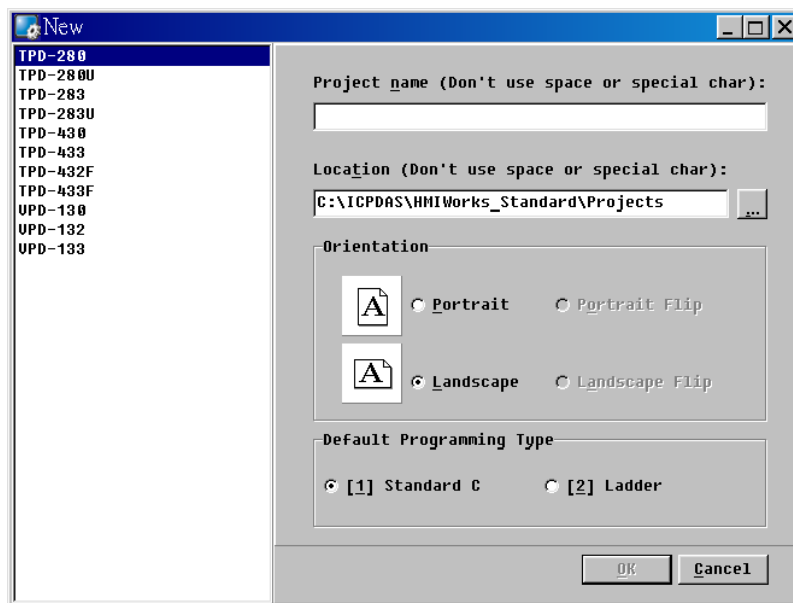 New
TPD-280
TPD-280U
TPD-283
TPD-283U
TPD-430
TPD-433
TPD-432F
TPD-433F
VPD-130
VPD-132
VPD-133
Project name (Don't use space or special char):
Location (Don't use space or special char):
C:\ICPDAS\HMIWorks_Standard\Projects
...
Orientation
A
Portrait
Portrait Flip
A
Landscape
Landscape Flip
Default Programming Type
[1] Standard C
[2] Ladder
OK
Cancel